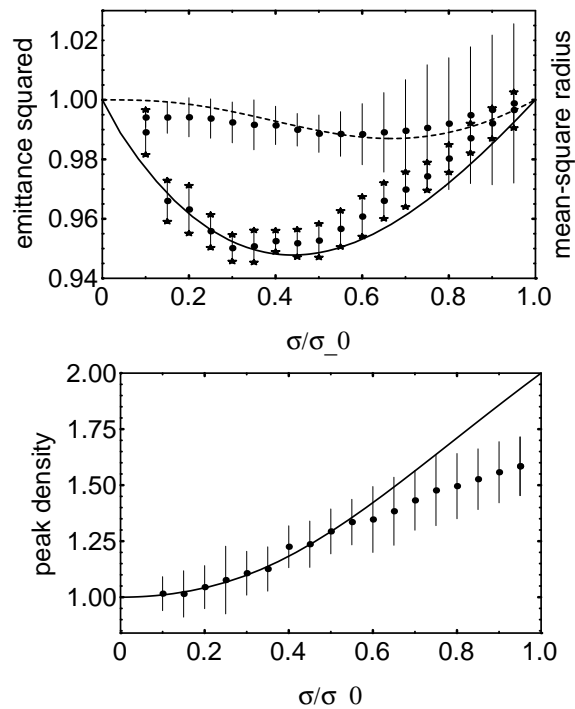 1.02
1.00
0.98
0.96
0.94
emittance squared
mean-square radius
0 0.2 0.4 0.6 0.8 1.0
σ/σ_0
2.00
1.75
1.50
1.25
1.00
peak density
0 0.2 0.4 0.6 0.8 1.0
σ/σ 0